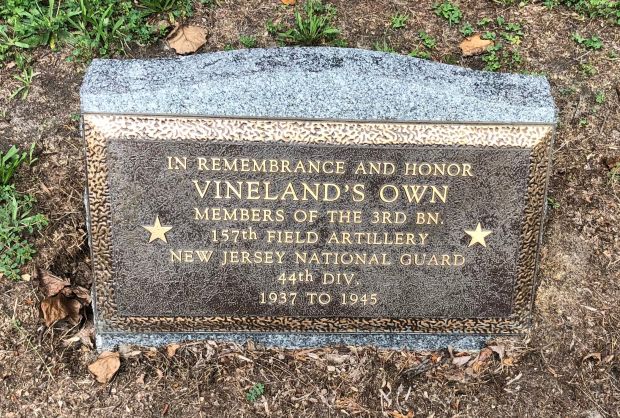 IN REMEMBRANCE AND HONOR
VINELAND'S OWN
MEMBERS OF THE 3RD BN.
157th FIELD ARTILLERY
NEW JERSEY NATIONAL GUARD
44th DIV.
1937 TO 1945